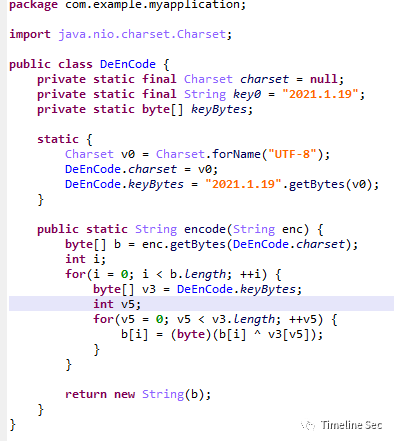 package com.example.myapplication;
import java.nio.charset.Charset;
public class DeEnCode {
private static final Charset charset = null;
private static final String key0 = "2021.1.19";
private static byte[] keyBytes;
static {
Charset v0 = Charset.forName("UTF-8");
DeEnCode.charset = v0;
DeEnCode.keyBytes = "2021.1.19".getBytes(v0);
}
public static String encode(String enc) {
byte[] b = enc.getBytes(DeEnCode.charset);
int i;
for(i = 0; i < b.length; ++i) {
byte[] v3 = DeEnCode.keyBytes;
int v5;
for(v5 = 0; v5 < v3.length; ++v5) {
b[i] = (byte)(b[i] ^ v3[v5]);
}
}
return new String(b);
}
}
Timeline Sec